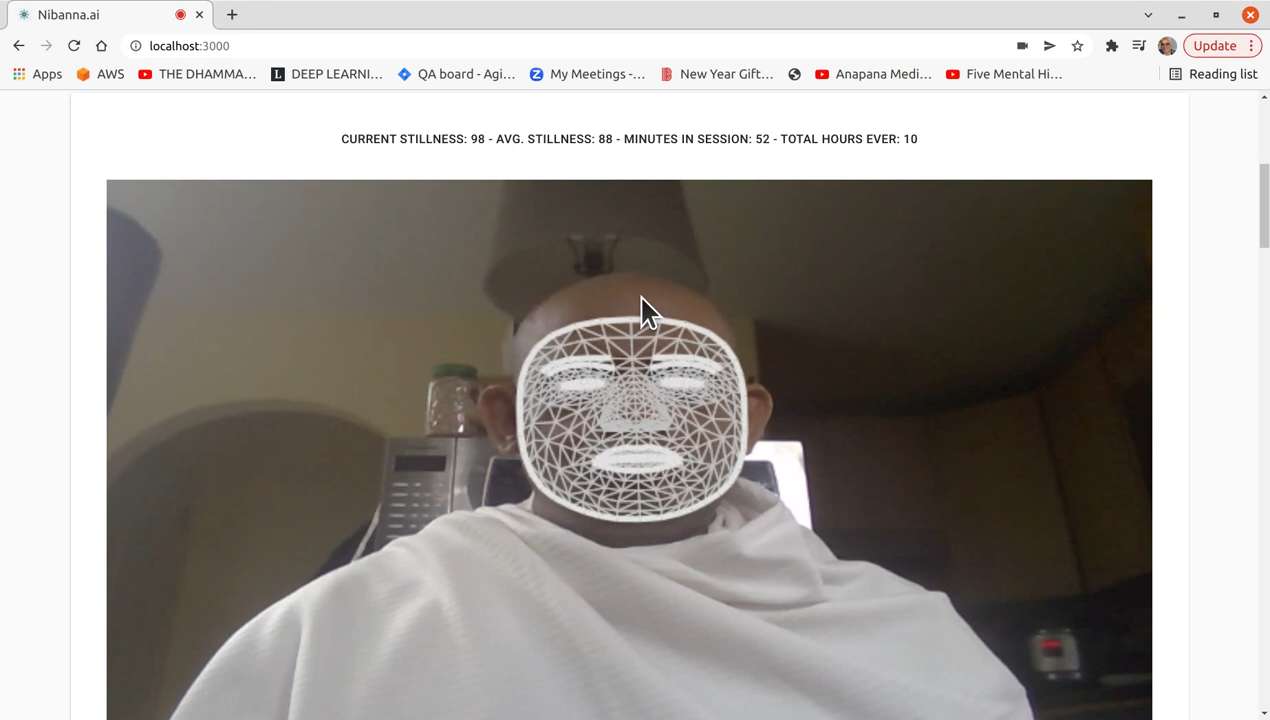 Nibanna.ai
localhost:3000
Update
Apps AWS THE DHAMMA... DEEP LEARNI... QA board - Agi... My Meetings -... New Year Gift... Anapana Medi... Five Mental Hi... Reading list
CURRENT STILLNESS: 98 - AVG. STILLNESS: 88 - MINUTES IN SESSION: 52 - TOTAL HOURS EVER: 10